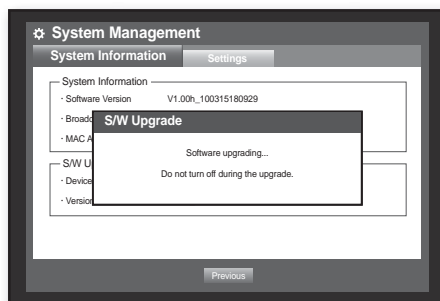 System Management
System Information
Settings
System Information
· Software Version V1.00h_100315180929
· Broadc
· MAC A
S/W Upgrade
Software upgrading...
Do not turn off during the upgrade.
S/W U
· Device
· Version
Previous